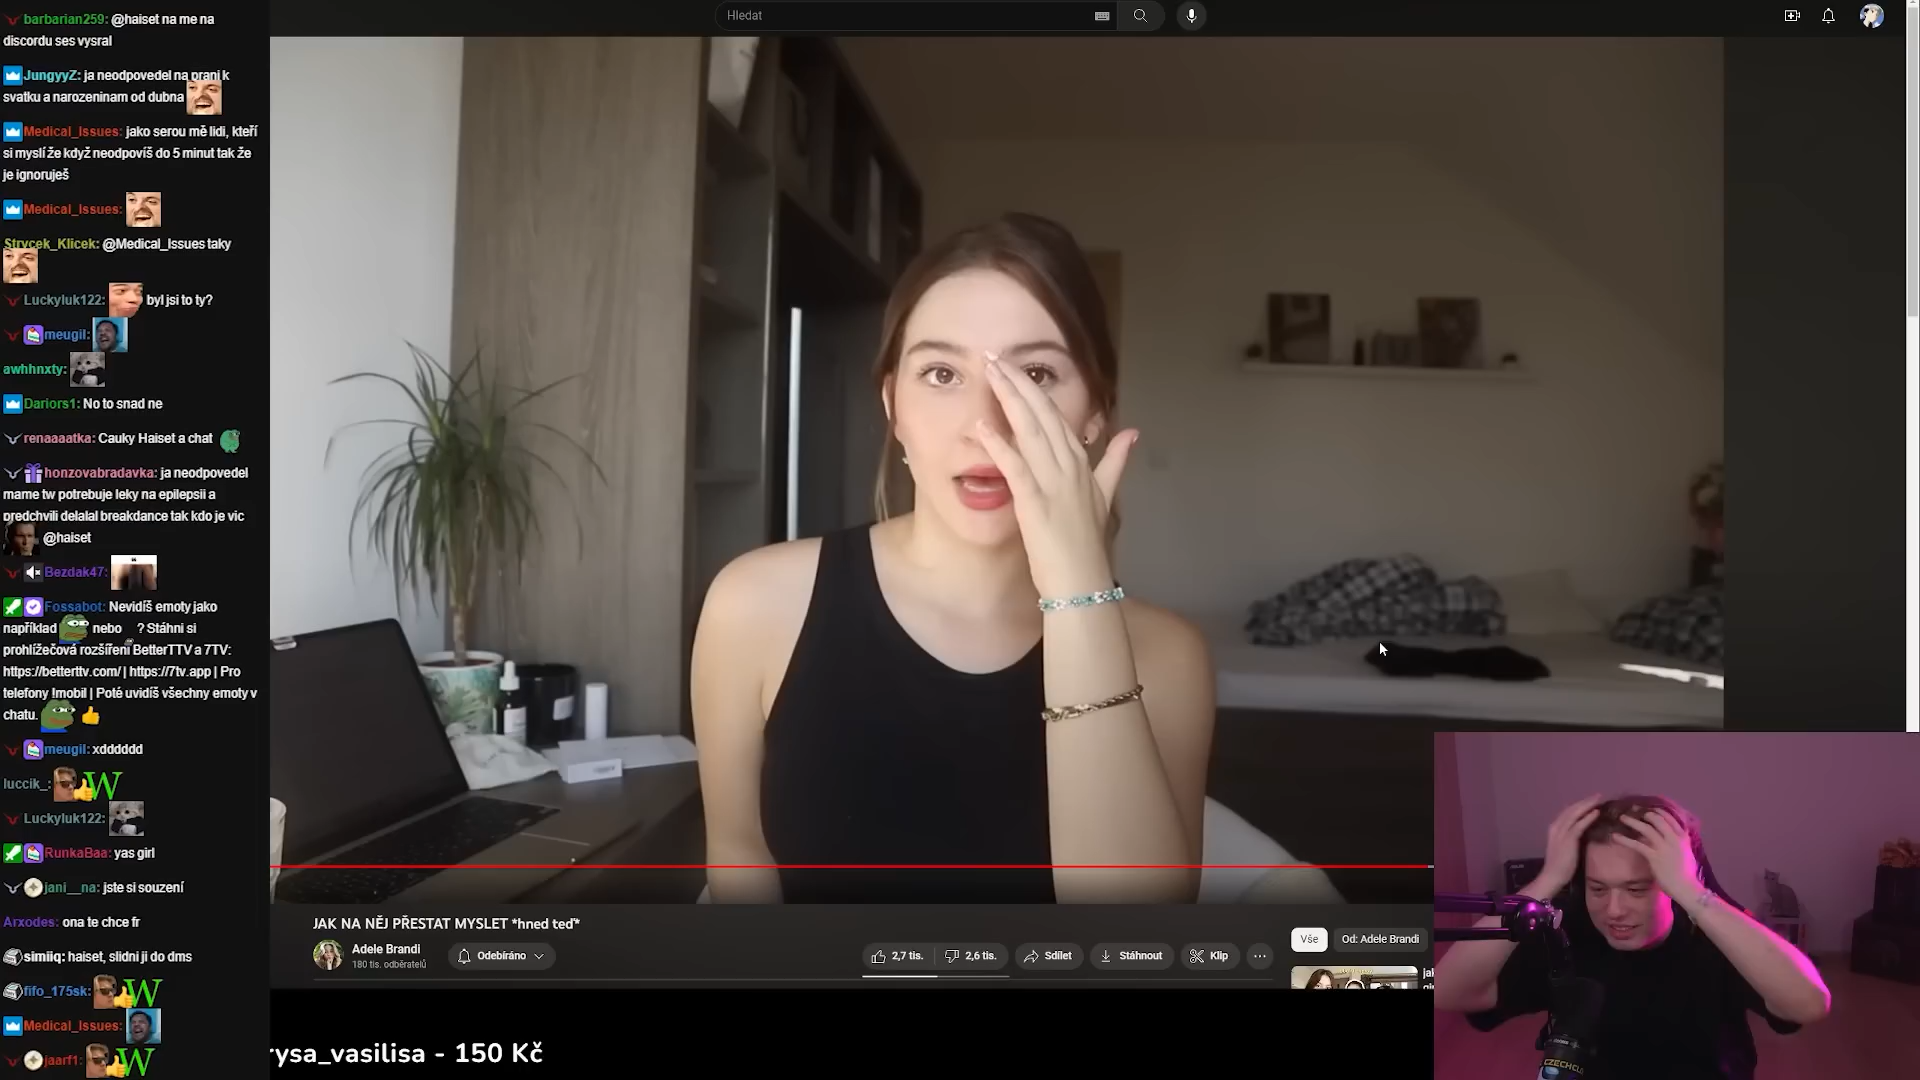 barbarian259: @haiset na me na
discordu ses vysral
JungyyZ: ja neodpovedel na prani k
svatku a narozeninam od dubna
Medical_Issues: jako serou mě lidi, kteří
si myslí že když neodpovíš do 5 minut tak že
je ignoruješ
Medical_Issues:
Strycek_Klicek: @Medical_Issues taky
Luckyluk122: byl jsi to ty?
meugil:
awhhnxty:
Dariors1: No to snad ne
renaaaatka: Cauky Haiset a chat
honzovabradavka: ja neodpovedel
mame tw potrebuje leky na epilepsii a
predchvili delalal breakdance tak kdo je vic
@haiset
Bezdak47:
Fossabot: Nevidíš emoty jako
například nebo ? Stáhni si
prohlížečová rozšíření BetterTTV a 7TV:
https://betterttv.com/ | https://7tv.app | Pro
telefony !mobil | Poté uvidíš všechny emoty v
chatu.
meugil: xdddddd
luccik_: W
Luckyluk122:
RunkaBaa: yas girl
jani__na: jste si souzení
Arxodes: ona te chce fr
simiiq: haiset, slidni ji do dms
fifo_175sk: W
Medical_Issues:
jaarf1: W
Hledat
JAK NA NĚJ PŘESTAT MYSLET *hned teď*
Adele Brandi
180 tis. odběratelů
Odebíráno
2,7 tis.
2,6 tis.
Sdílet
Stáhnout
Klip
Vše
Od: Adele Brandi
rysa_vasilisa - 150 Kč
CZECHCLU